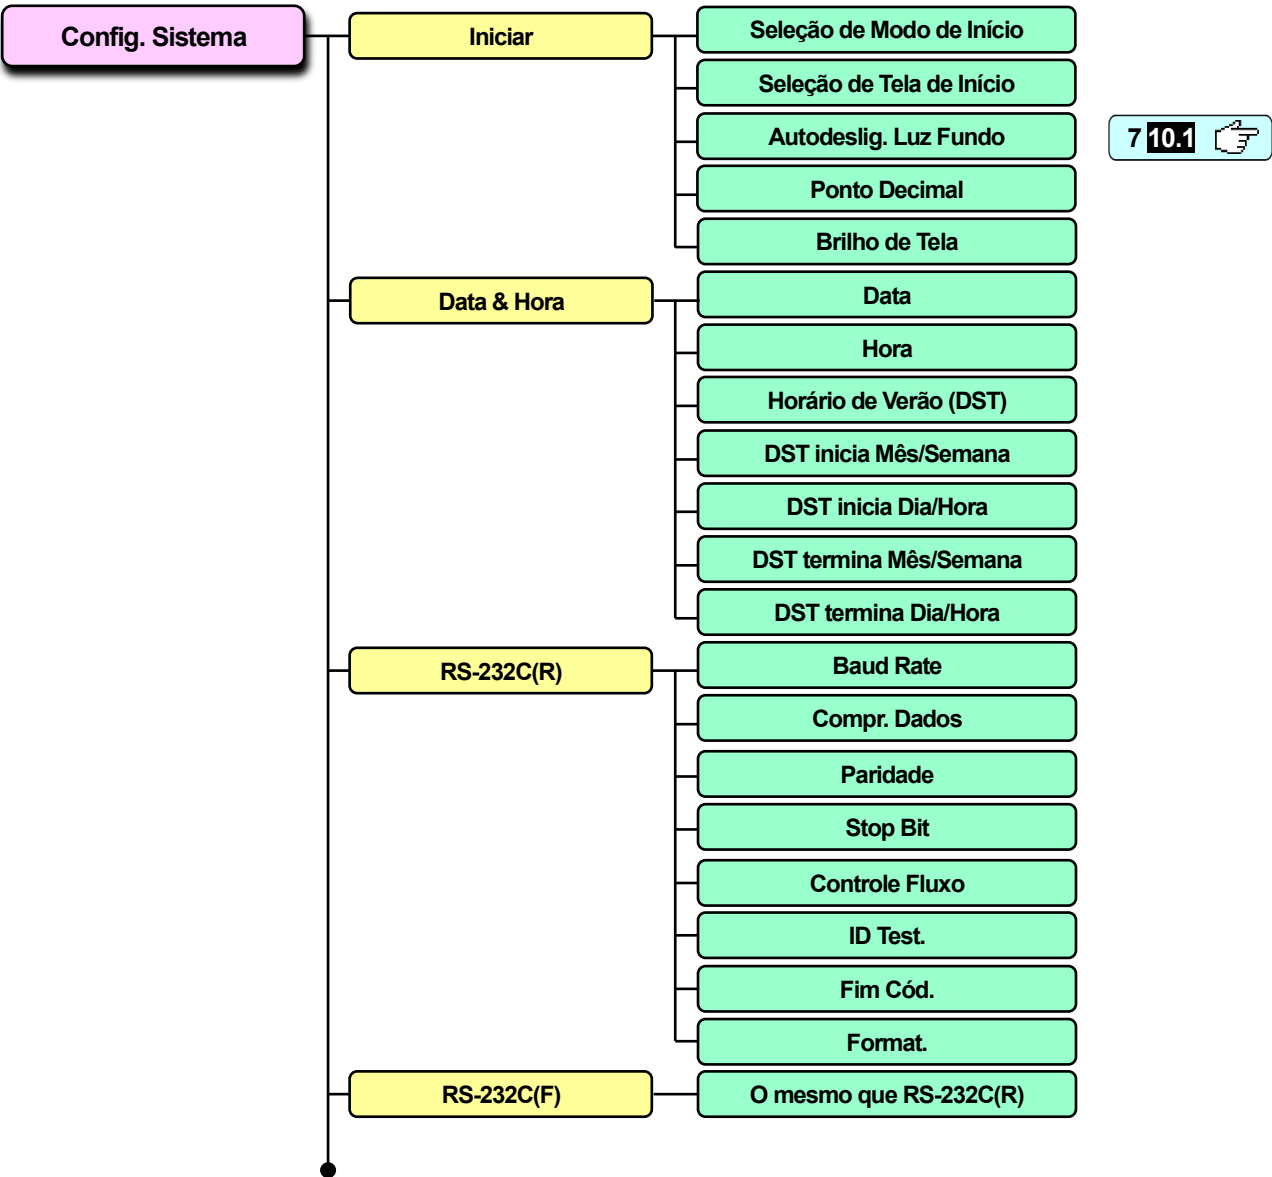 Config. Sistema
Iniciar
Seleção de Modo de Início
Seleção de Tela de Início
Autodeslig. Luz Fundo
7 10.1
Ponto Decimal
Brilho de Tela
Data & Hora
Data
Hora
Horário de Verão (DST)
DST inicia Mês/Semana
DST inicia Dia/Hora
DST termina Mês/Semana
DST termina Dia/Hora
RS-232C(R)
Baud Rate
Compr. Dados
Paridade
Stop Bit
Controle Fluxo
ID Test.
Fim Cód.
Format.
RS-232C(F)
O mesmo que RS-232C(R)